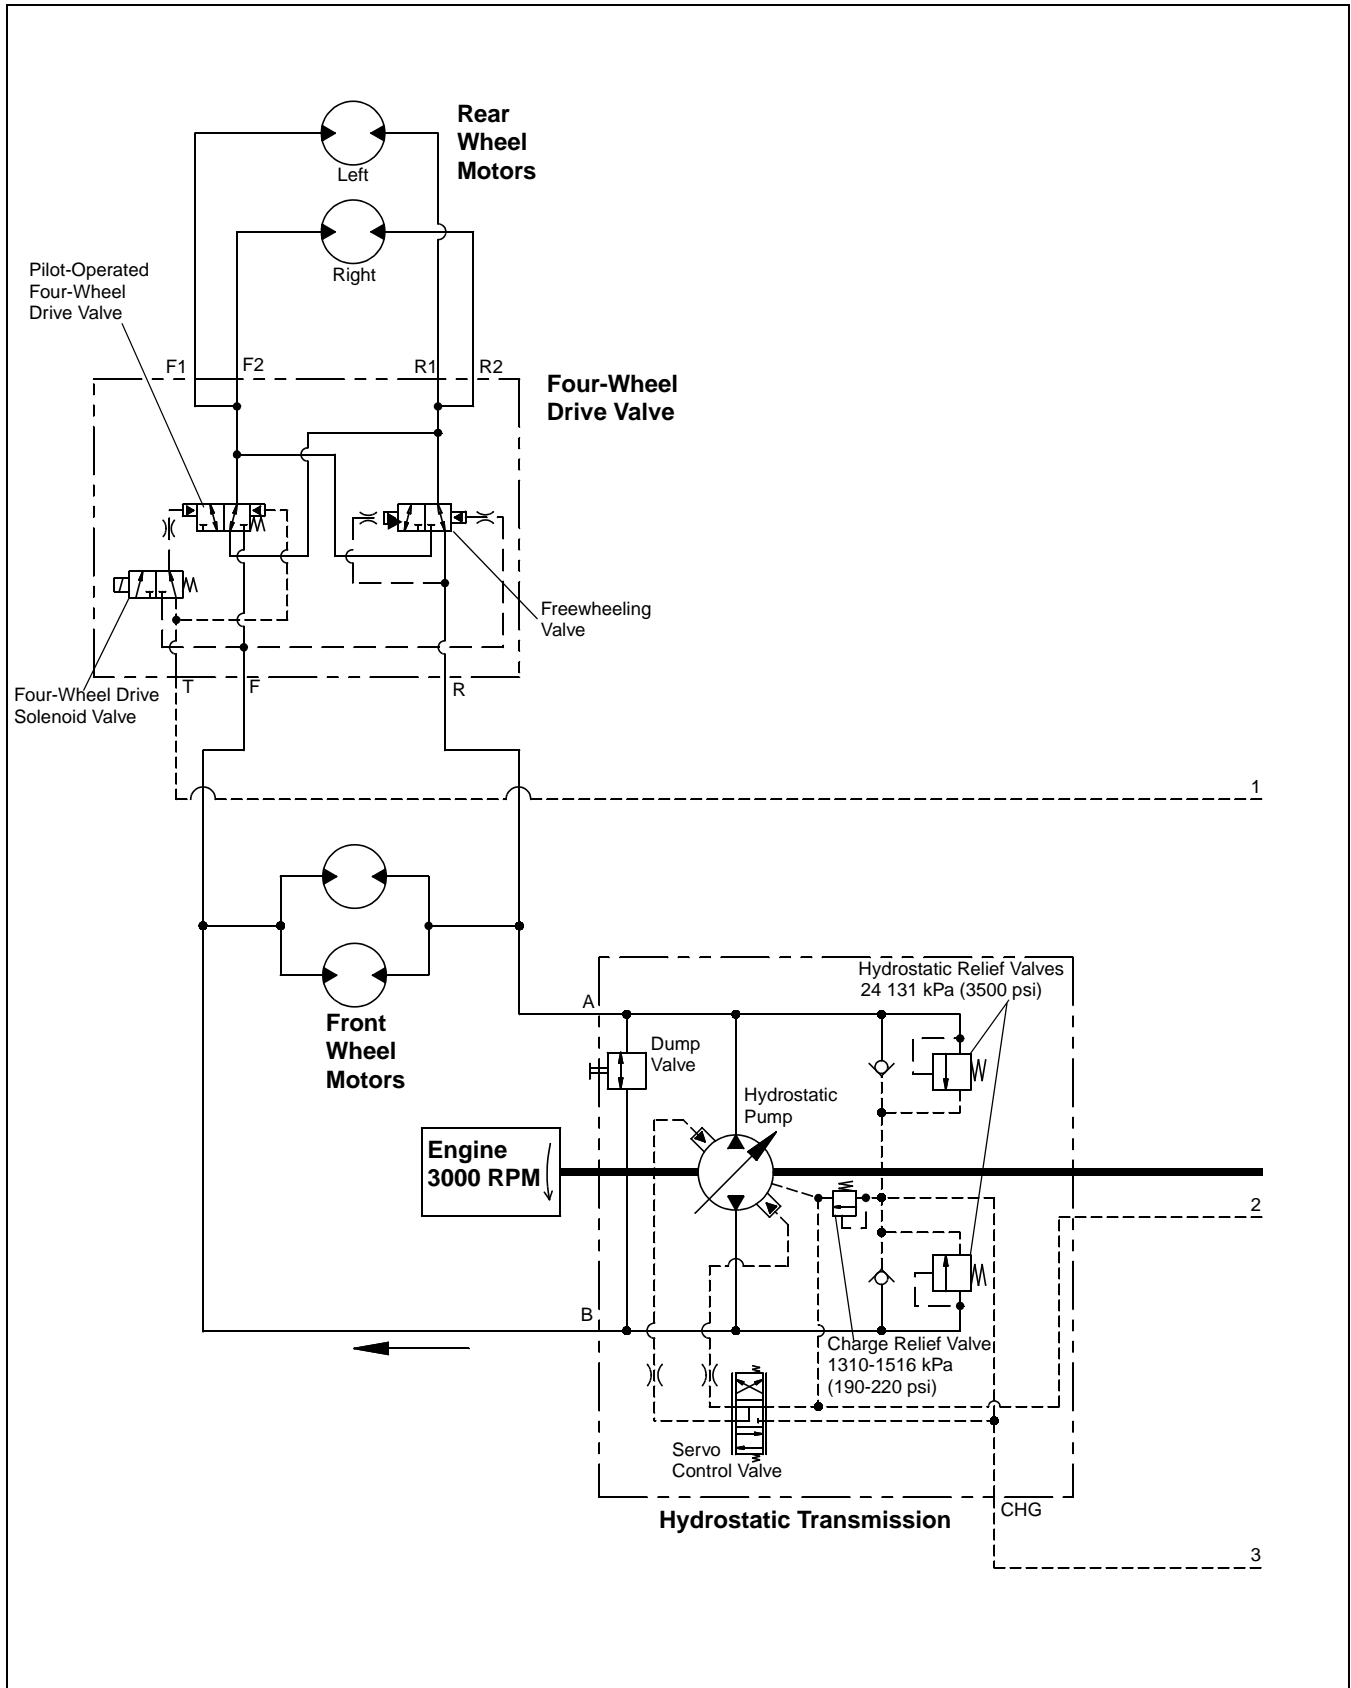 Rear
Wheel
Motors
Left
Right
Pilot-Operated
Four-Wheel
Drive Valve
F1
F2
R1
R2
Four-Wheel
Drive Valve
Freewheeling
Valve
T
F
R
Four-Wheel Drive
Solenoid Valve
1
Front
Wheel
Motors
A
Hydrostatic Relief Valves
24 131 kPa (3500 psi)
Dump
Valve
Hydrostatic
Pump
Engine
3000 RPM
2
B
Charge Relief Valve
1310-1516 kPa
(190-220 psi)
Servo
Control Valve
CHG
Hydrostatic Transmission
3